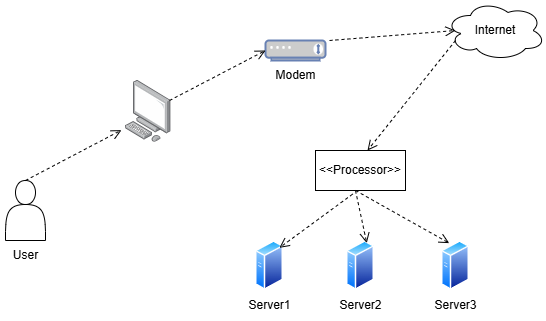 Internet
Modem
<<Processor>>
User
Server1
Server2
Server3